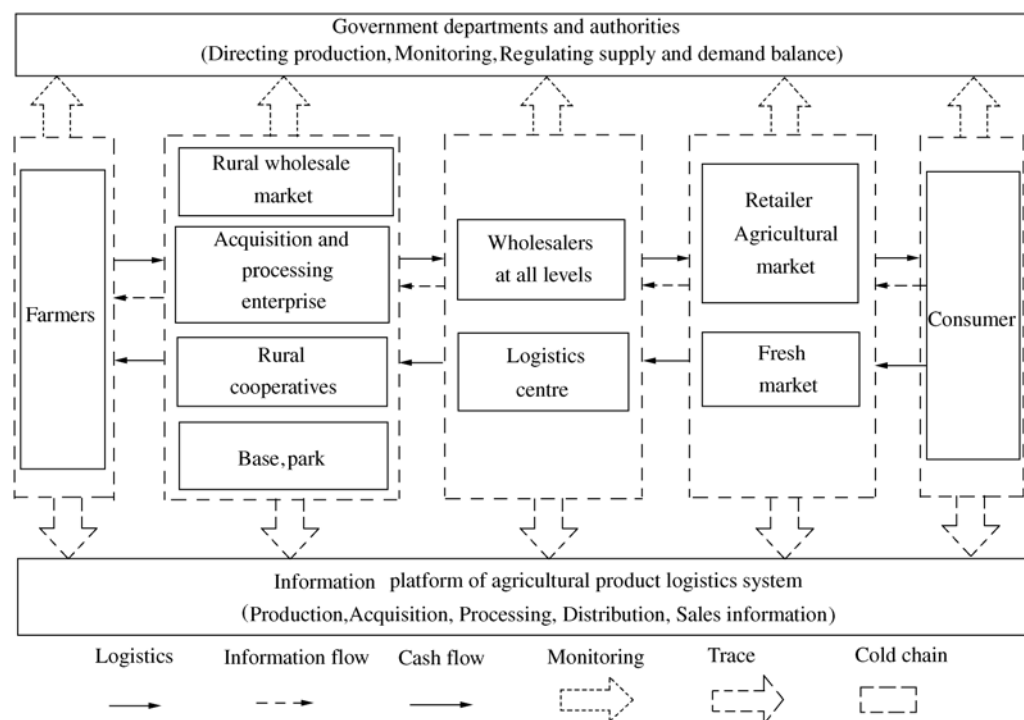 Government departments and authorities
(Directing production, Monitoring, Regulating supply and demand balance)
Farmers
Rural wholesale
market
Acquisition and
processing
enterprise
Rural
cooperatives
Base, park
Wholesalers
at all levels
Logistics
centre
Retailer
Agricultural
market
Fresh
market
Consumer
Information platform of agricultural product logistics system
(Production, Acquisition, Processing, Distribution, Sales information)
Logistics
Information flow
Cash flow
Monitoring
Trace
Cold chain